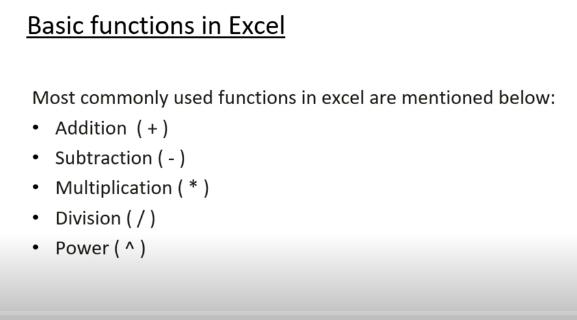 Basic functions in Excel
Most commonly used functions in excel are mentioned below:
• Addition ( + )
• Subtraction ( - )
• Multiplication ( * )
• Division ( / )
• Power ( ^ )